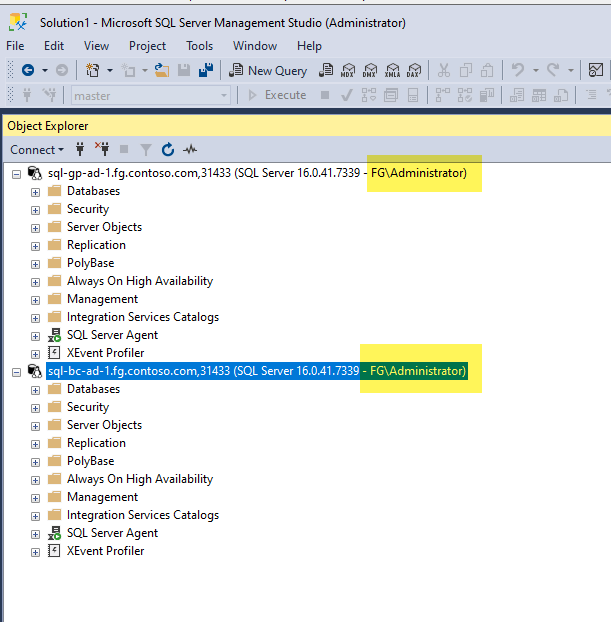 Solution1 - Microsoft SQL Server Management Studio (Administrator)
File Edit View Project Tools Window Help
New Query MDX DMX XMLA DAX
master Execute
Object Explorer
Connect
sql-gp-ad-1.fg.contoso.com,31433 (SQL Server 16.0.41.7339 - FG\Administrator)
Databases
Security
Server Objects
Replication
PolyBase
Always On High Availability
Management
Integration Services Catalogs
SQL Server Agent
XEvent Profiler
sql-bc-ad-1.fg.contoso.com,31433 (SQL Server 16.0.41.7339 - FG\Administrator)
Databases
Security
Server Objects
Replication
PolyBase
Always On High Availability
Management
Integration Services Catalogs
SQL Server Agent
XEvent Profiler